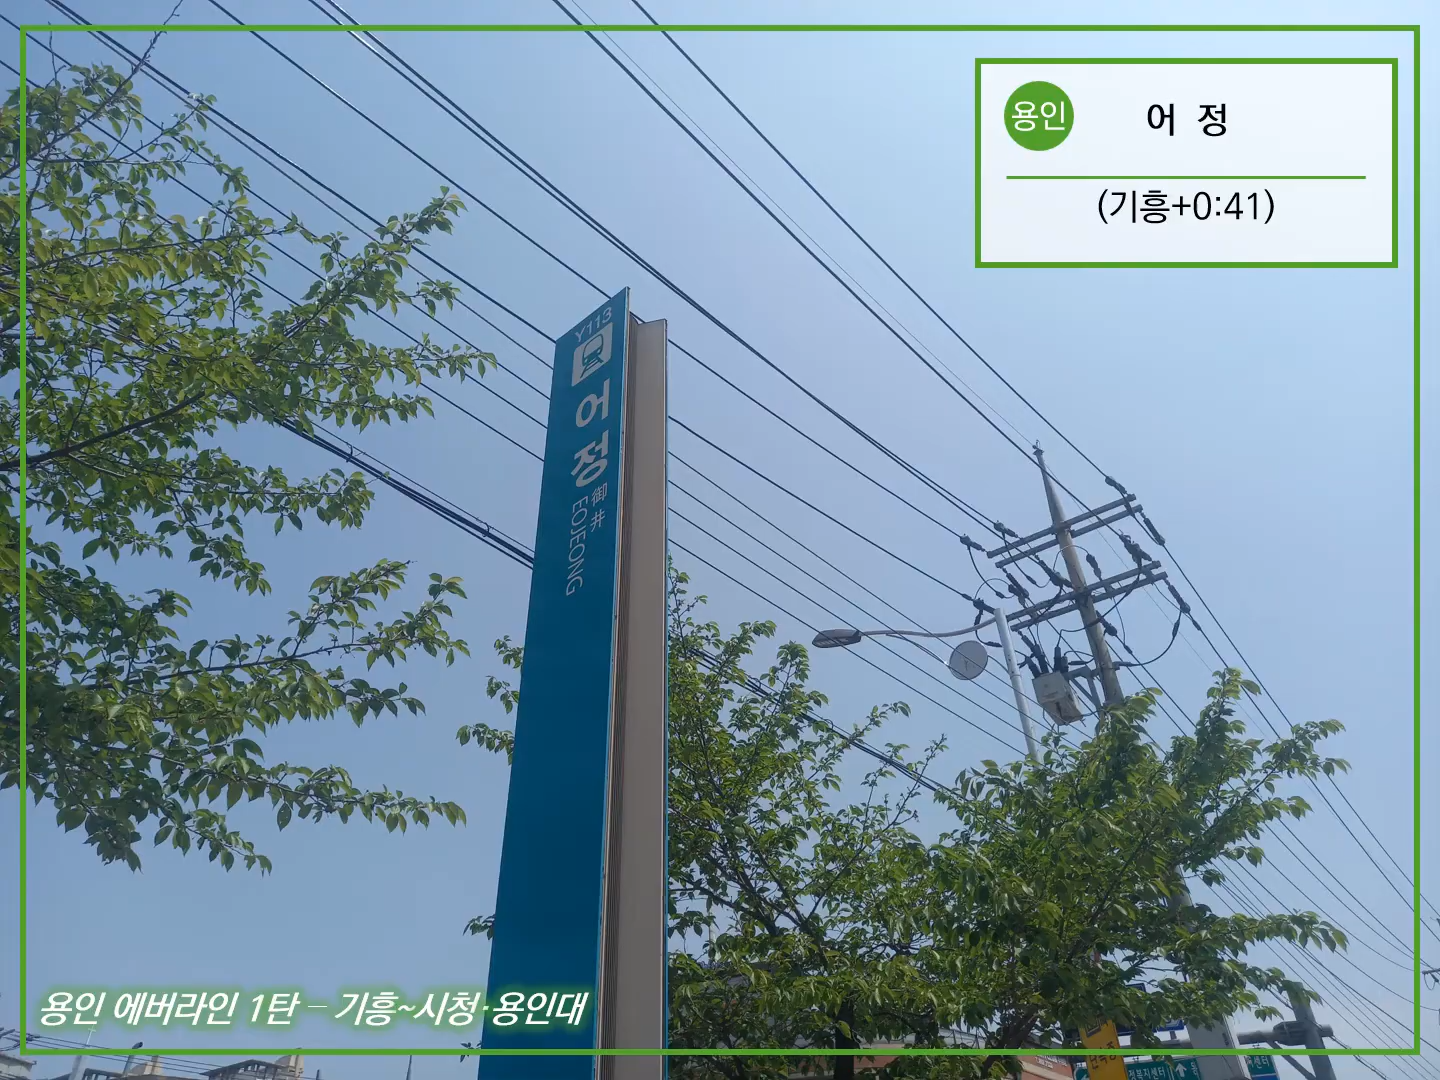 용인
어 정
(기흥+0:41)
Y113
어정
御井
EOJEONG
용인 에버라인 1탄 – 기흥~시청·용인대